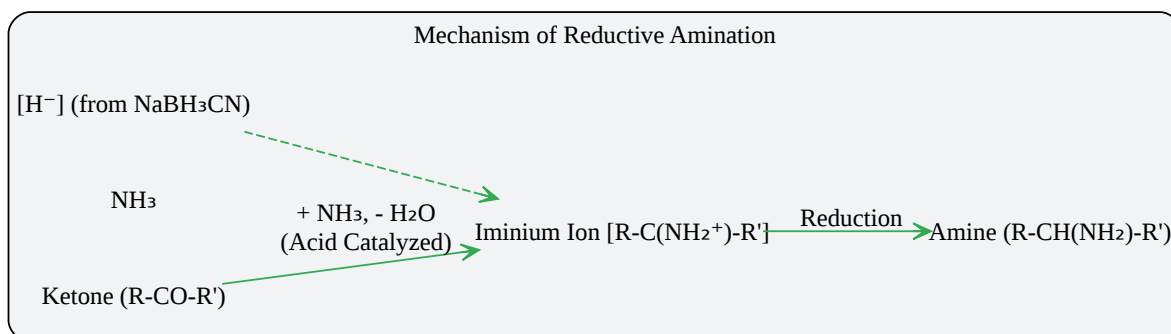 Mechanism of Reductive Amination
[H⁻] (from NaBH₃CN)
NH₃
+ NH₃, - H₂O
(Acid Catalyzed)
Iminium Ion [R-C(NH₂⁺)-R']
Reduction
Amine (R-CH(NH₂)-R')
Ketone (R-CO-R')